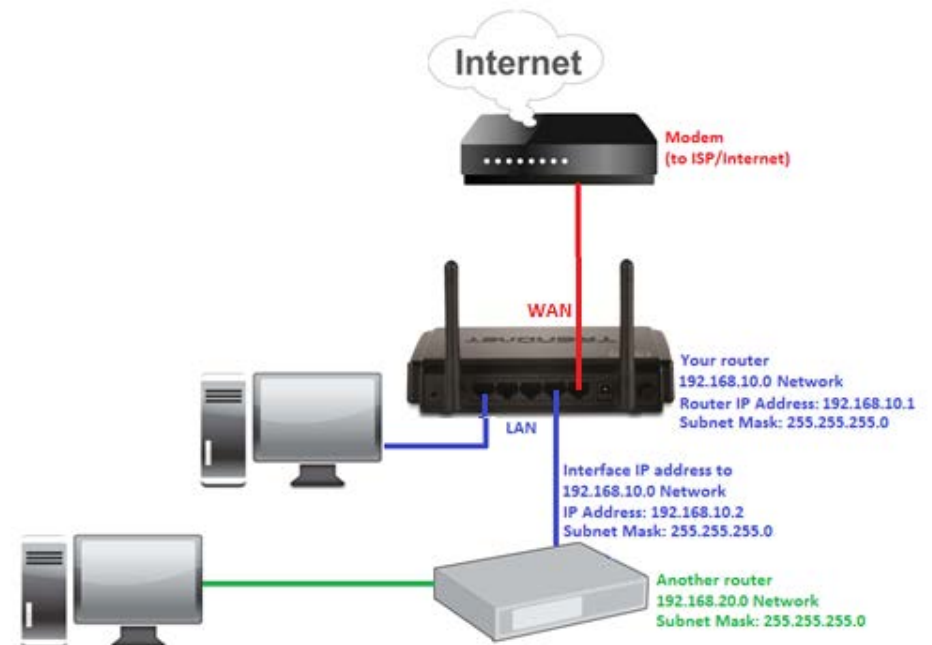 Internet
Modem
(to ISP/Internet)
WAN
TRENDnet
Your router
192.168.10.0 Network
Router IP Address: 192.168.10.1
Subnet Mask: 255.255.255.0
LAN
Interface IP address to
192.168.10.0 Network
IP Address: 192.168.10.2
Subnet Mask: 255.255.255.0
Another router
192.168.20.0 Network
Subnet Mask: 255.255.255.0